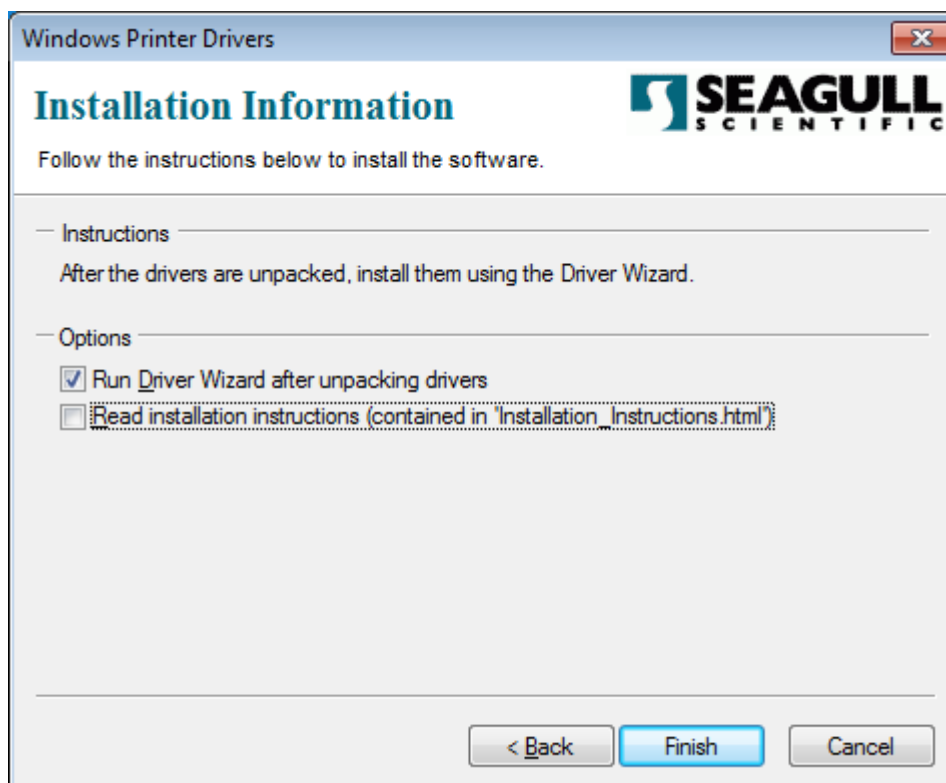 Windows Printer Drivers
Installation Information
SEAGULL
SCIENTIFIC
Follow the instructions below to install the software.
Instructions
After the drivers are unpacked, install them using the Driver Wizard.
Options
Run Driver Wizard after unpacking drivers
Read installation instructions (contained in 'Installation_Instructions.html')
< Back
Finish
Cancel